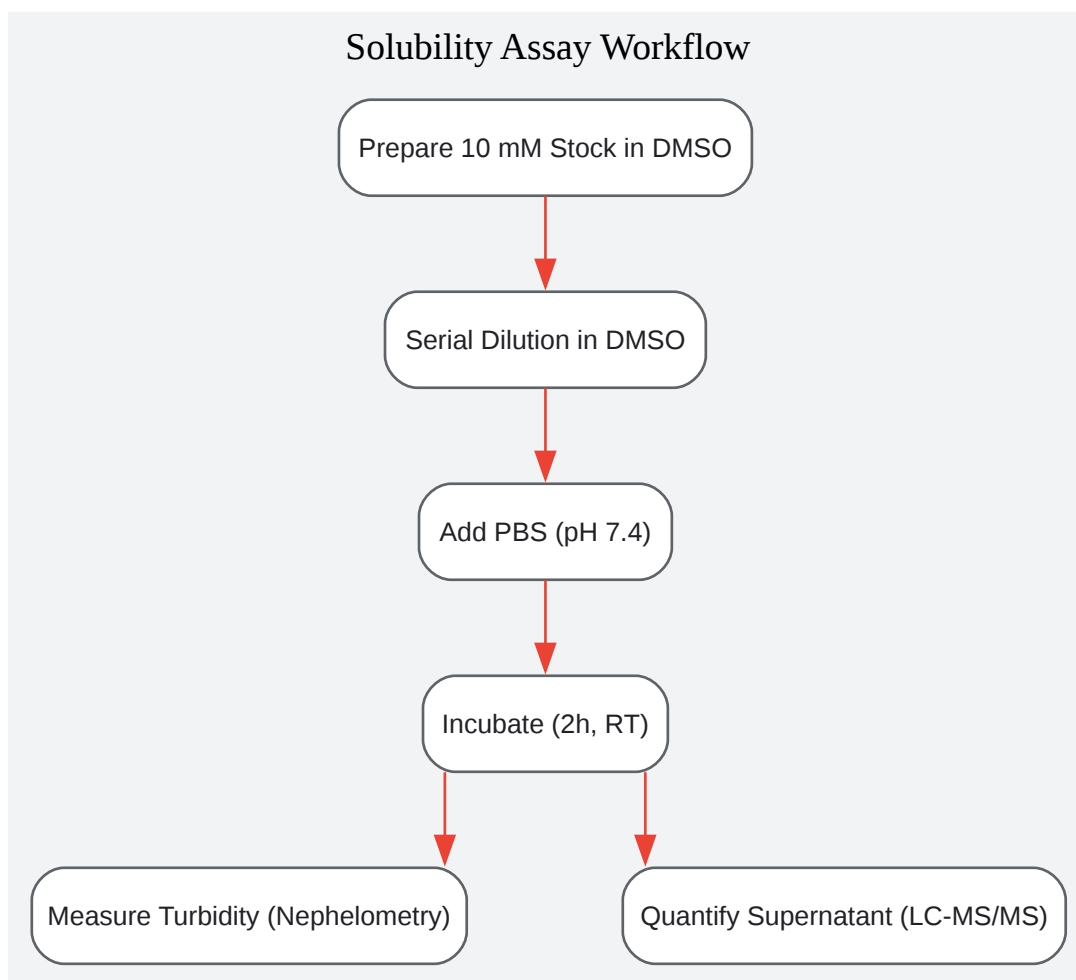 Solubility Assay Workflow
Prepare 10 mM Stock in DMSO
Serial Dilution in DMSO
Add PBS (pH 7.4)
Incubate (2h, RT)
Measure Turbidity (Nephelometry)
Quantify Supernatant (LC-MS/MS)